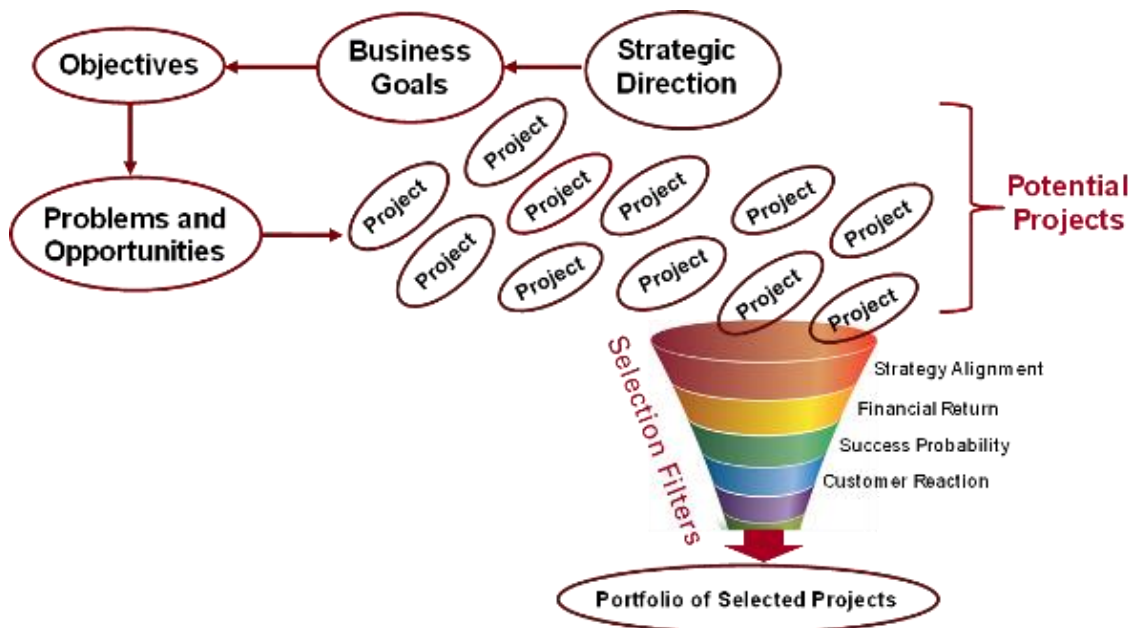 Objectives
Business
Goals
Strategic
Direction
Problems and
Opportunities
Project
Project
Project
Project
Project
Project
Project
Project
Project
Project
Project
Potential
Projects
Selection Filters
Strategy Alignment
Financial Return
Success Probability
Customer Reaction
Portfolio of Selected Projects